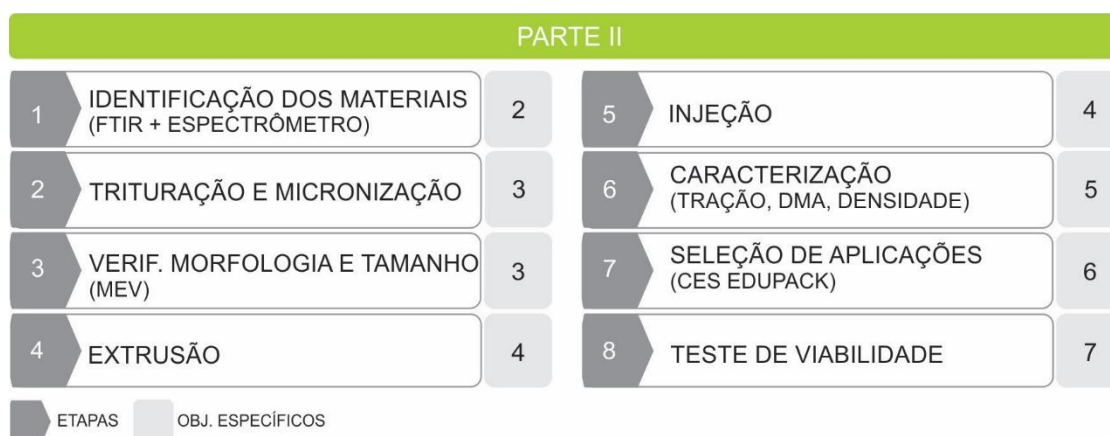 PARTE II
1
IDENTIFICAÇÃO DOS MATERIAIS
(FTIR + ESPECTRÔMETRO)
2
2
TRITURAÇÃO E MICRONIZAÇÃO
3
3
VERIF. MORFOLOGIA E TAMANHO
(MEV)
3
4
EXTRUSÃO
4
5
INJEÇÃO
4
6
CARACTERIZAÇÃO
(TRAÇÃO, DMA, DENSIDADE)
5
7
SELEÇÃO DE APLICAÇÕES
(CES EDUPACK)
6
8
TESTE DE VIABILIDADE
7
ETAPAS
OBJ. ESPECÍFICOS